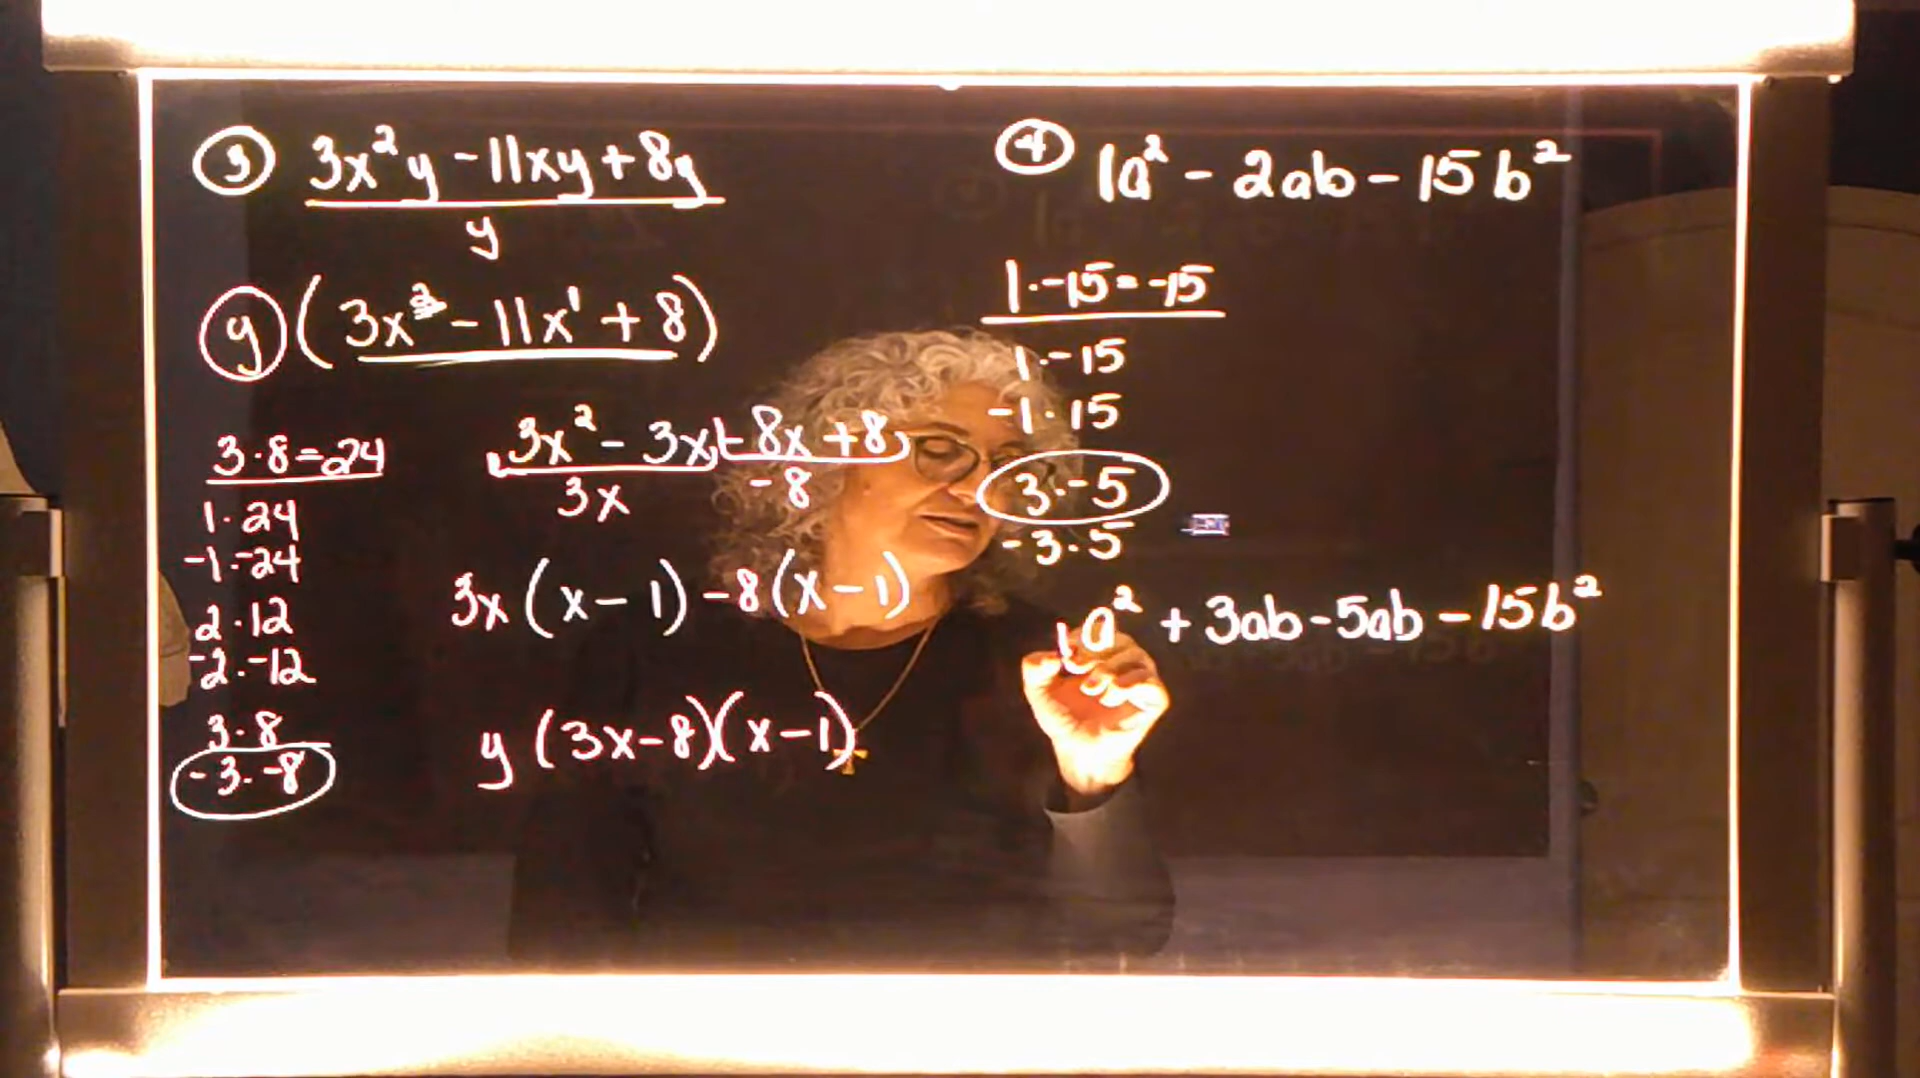 ③ 3x²y - 11xy + 8y
y
y (3x² - 11x¹ + 8)
3·8=24
1·24
-1·-24
2·12
-2·-12
3·8
-3·-8
3x² - 3x - 8x + 8
3x -8
3x (x-1) -8 (x-1)
y (3x-8)(x-1)
④ 1a² - 2ab - 15b²
1·-15=-15
1·-15
-1·15
3·-5
-3·5
a² + 3ab - 5ab - 15b²